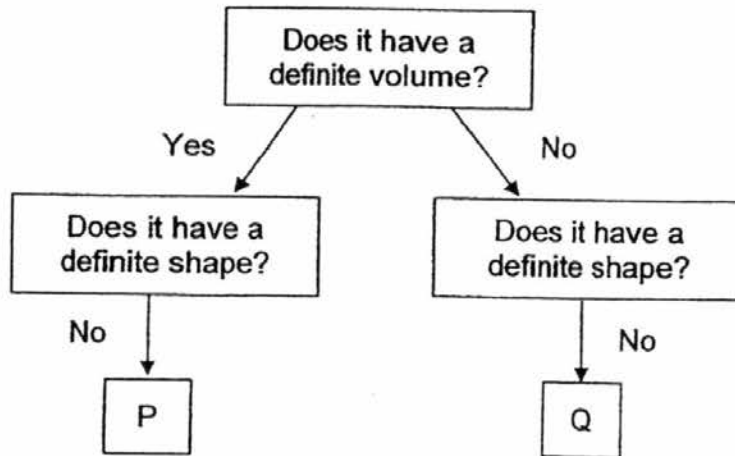 Does it have a
definite volume?
Yes
No
Does it have a
definite shape?
Does it have a
definite shape?
No
No
P
Q